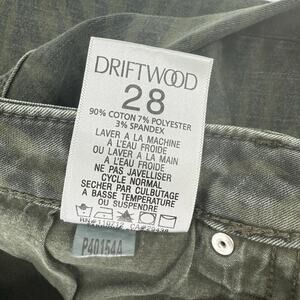 DRIFTWOOD
28
90% COTON 7% POLYESTER
3% SPANDEX
LAVER A LA MACHINE
A L'EAU FROIDE
OU LAVER A LA MAIN
A L'EAU FROIDE
NE PAS JAVELLISER
CYCLE NORMAL
SECHER PAR CULBUTAGE
A BASSE TEMPERATURE
OU SUSPENDRE
P40154A